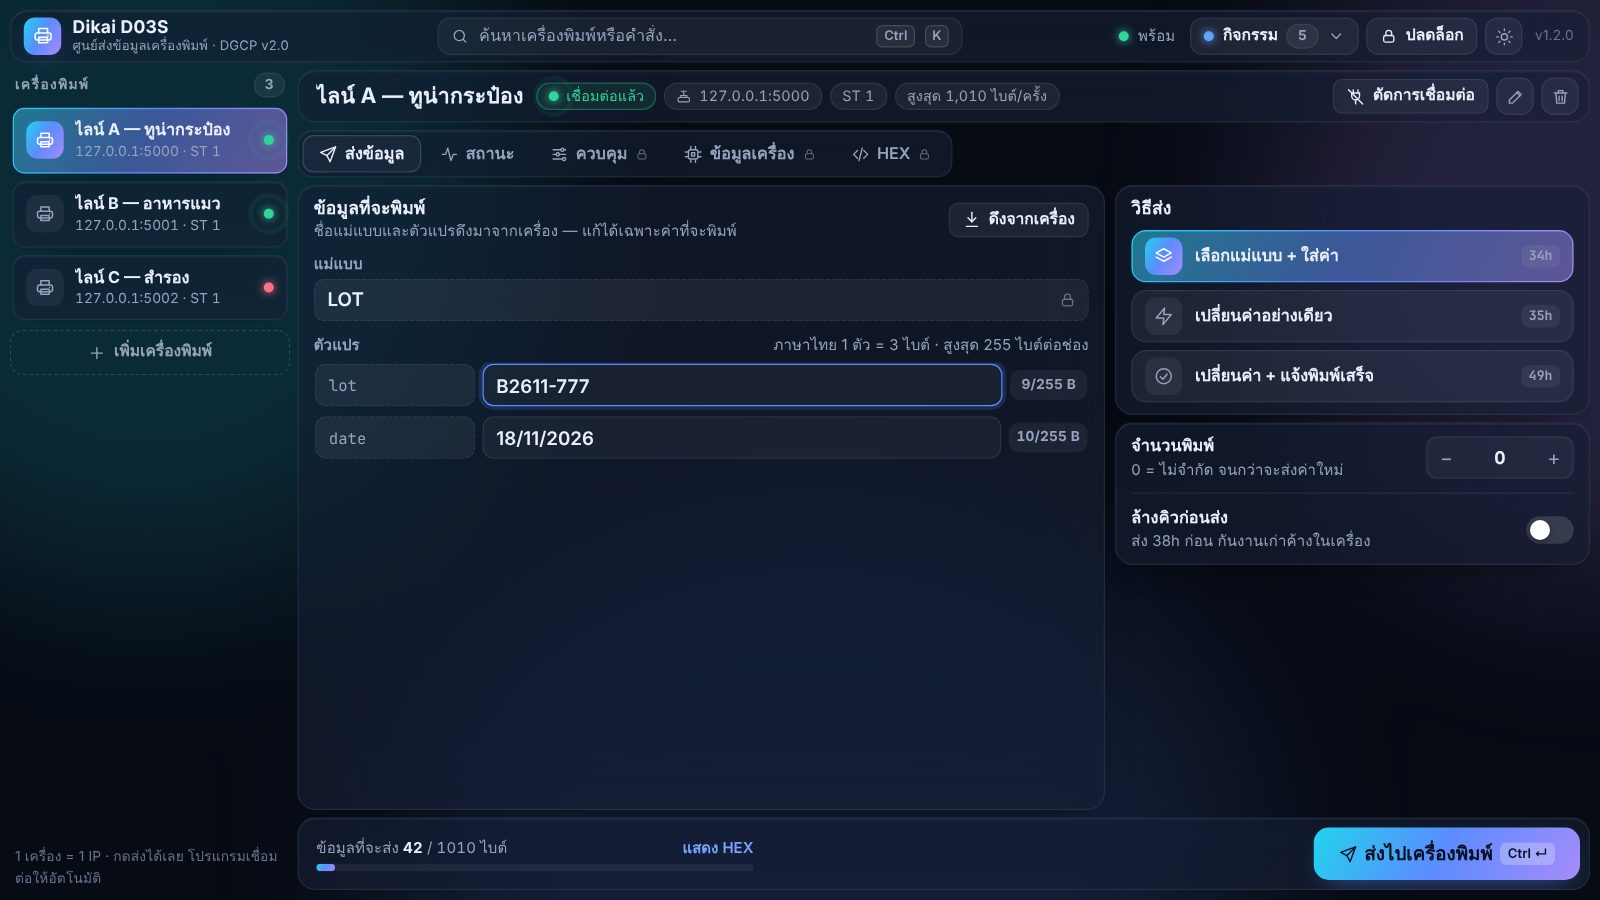 Dikai D03S
ศูนย์ส่งข้อมูลเครื่องพิมพ์ · DGCP v2.0
ค้นหาเครื่องพิมพ์หรือคำสั่ง... Ctrl K
พร้อม
กิจกรรม 5
ปลดล็อก
v1.2.0
เครื่องพิมพ์ 3
ไลน์ A — ทูน่ากระป๋อง
127.0.0.1:5000 · ST 1
ไลน์ B — อาหารแมว
127.0.0.1:5001 · ST 1
ไลน์ C — สำรอง
127.0.0.1:5002 · ST 1
เพิ่มเครื่องพิมพ์
1 เครื่อง = 1 IP · กดส่งได้เลย โปรแกรมเชื่อม
ต่อให้อัตโนมัติ
ไลน์ A — ทูน่ากระป๋อง เชื่อมต่อแล้ว 127.0.0.1:5000 ST 1 สูงสุด 1,010 ไบต์/ครั้ง ตัดการเชื่อมต่อ
ส่งข้อมูล สถานะ ควบคุม ข้อมูลเครื่อง HEX
ข้อมูลที่จะพิมพ์
ชื่อแม่แบบและตัวแปรดึงมาจากเครื่อง — แก้ได้เฉพาะค่าที่จะพิมพ์
ดึงจากเครื่อง
แม่แบบ
LOT
ตัวแปร ภาษาไทย 1 ตัว = 3 ไบต์ · สูงสุด 255 ไบต์ต่อช่อง
lot B2611-777 9/255 B
date 18/11/2026 10/255 B
วิธีส่ง
เลือกแม่แบบ + ใส่ค่า 34h
เปลี่ยนค่าอย่างเดียว 35h
เปลี่ยนค่า + แจ้งพิมพ์เสร็จ 49h
จำนวนพิมพ์
0 = ไม่จำกัด จนกว่าจะส่งค่าใหม่
− 0 +
ล้างคิวก่อนส่ง
ส่ง 38h ก่อน กันงานเก่าค้างในเครื่อง
ข้อมูลที่จะส่ง 42 / 1010 ไบต์ แสดง HEX
ส่งไปเครื่องพิมพ์ Ctrl ↵